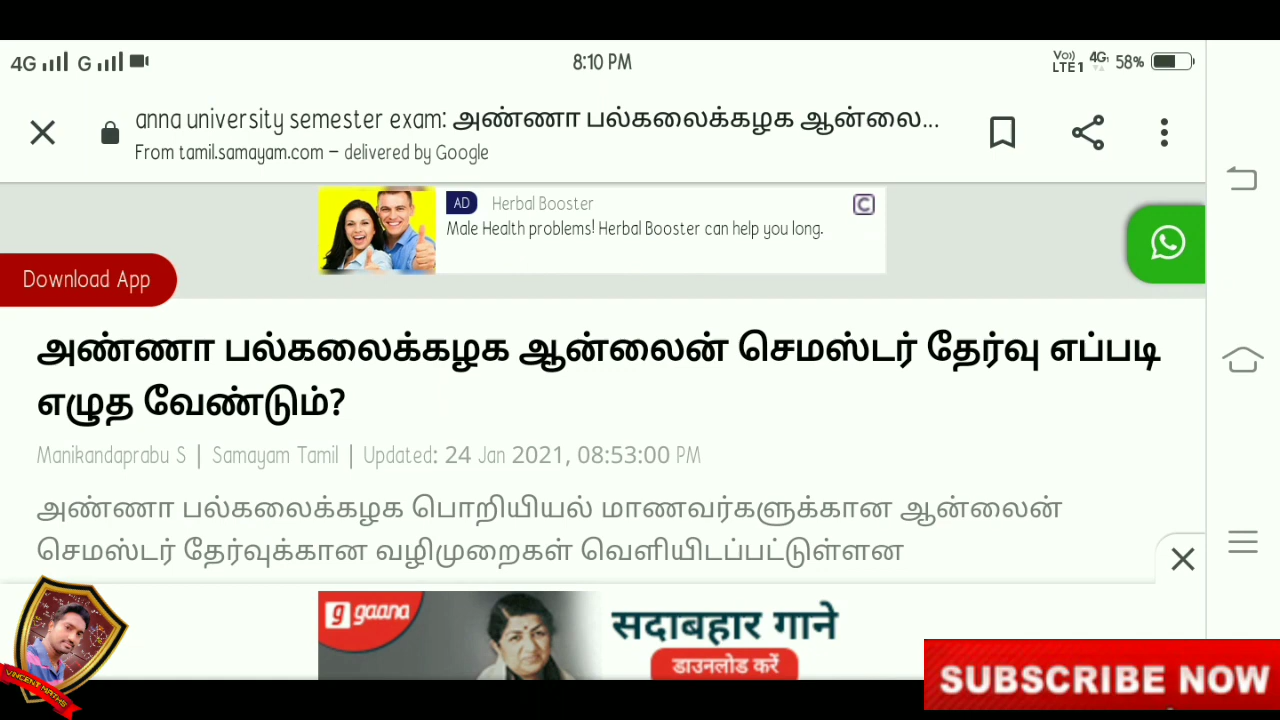 4G G 8:10 PM Vo)) LTE1 4G 58%
anna university semester exam: அண்ணா பல்கலைக்கழக ஆன்லை...
From tamil.samayam.com – delivered by Google
AD Herbal Booster
Male Health problems! Herbal Booster can help you long.
Download App
அண்ணா பல்கலைக்கழக ஆன்லைன் செமஸ்டர் தேர்வு எப்படி
எழுத வேண்டும்?
Manikandaprabu S | Samayam Tamil | Updated: 24 Jan 2021, 08:53:00 PM
அண்ணா பல்கலைக்கழக பொறியியல் மாணவர்களுக்கான ஆன்லைன்
செமஸ்டர் தேர்வுக்கான வழிமுறைகள் வெளியிடப்பட்டுள்ளன
gaana
सदाबहार गाने
डाउनलोड करें
VINCENT MATHS
SUBSCRIBE NOW